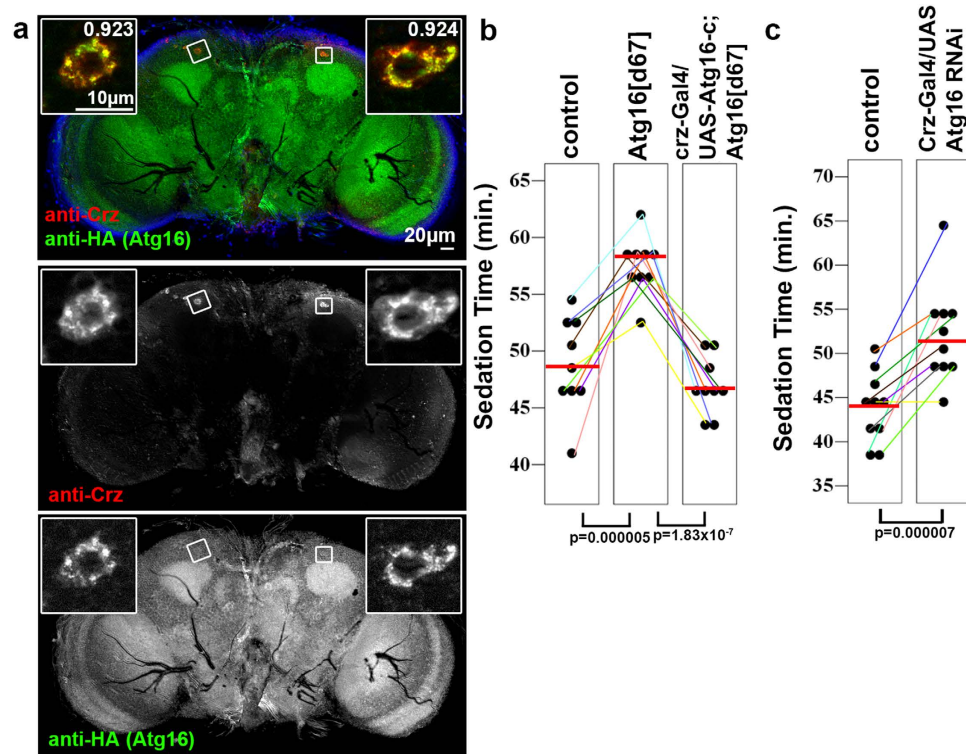 a
0.923
0.924
10µm
anti-Crz
anti-HA (Atg16)
20µm
anti-Crz
anti-HA (Atg16)
b
control
Atg16[d67]
crz-Gal4/
UAS-Atg16-c;
Atg16[d67]
Sedation Time (min.)
65
60
55
50
45
40
p=0.000005
p=1.83x10⁻⁷
c
control
Crz-Gal4/UAS
Atg16 RNAi
Sedation Time (min.)
70
65
60
55
50
45
40
35
p=0.000007